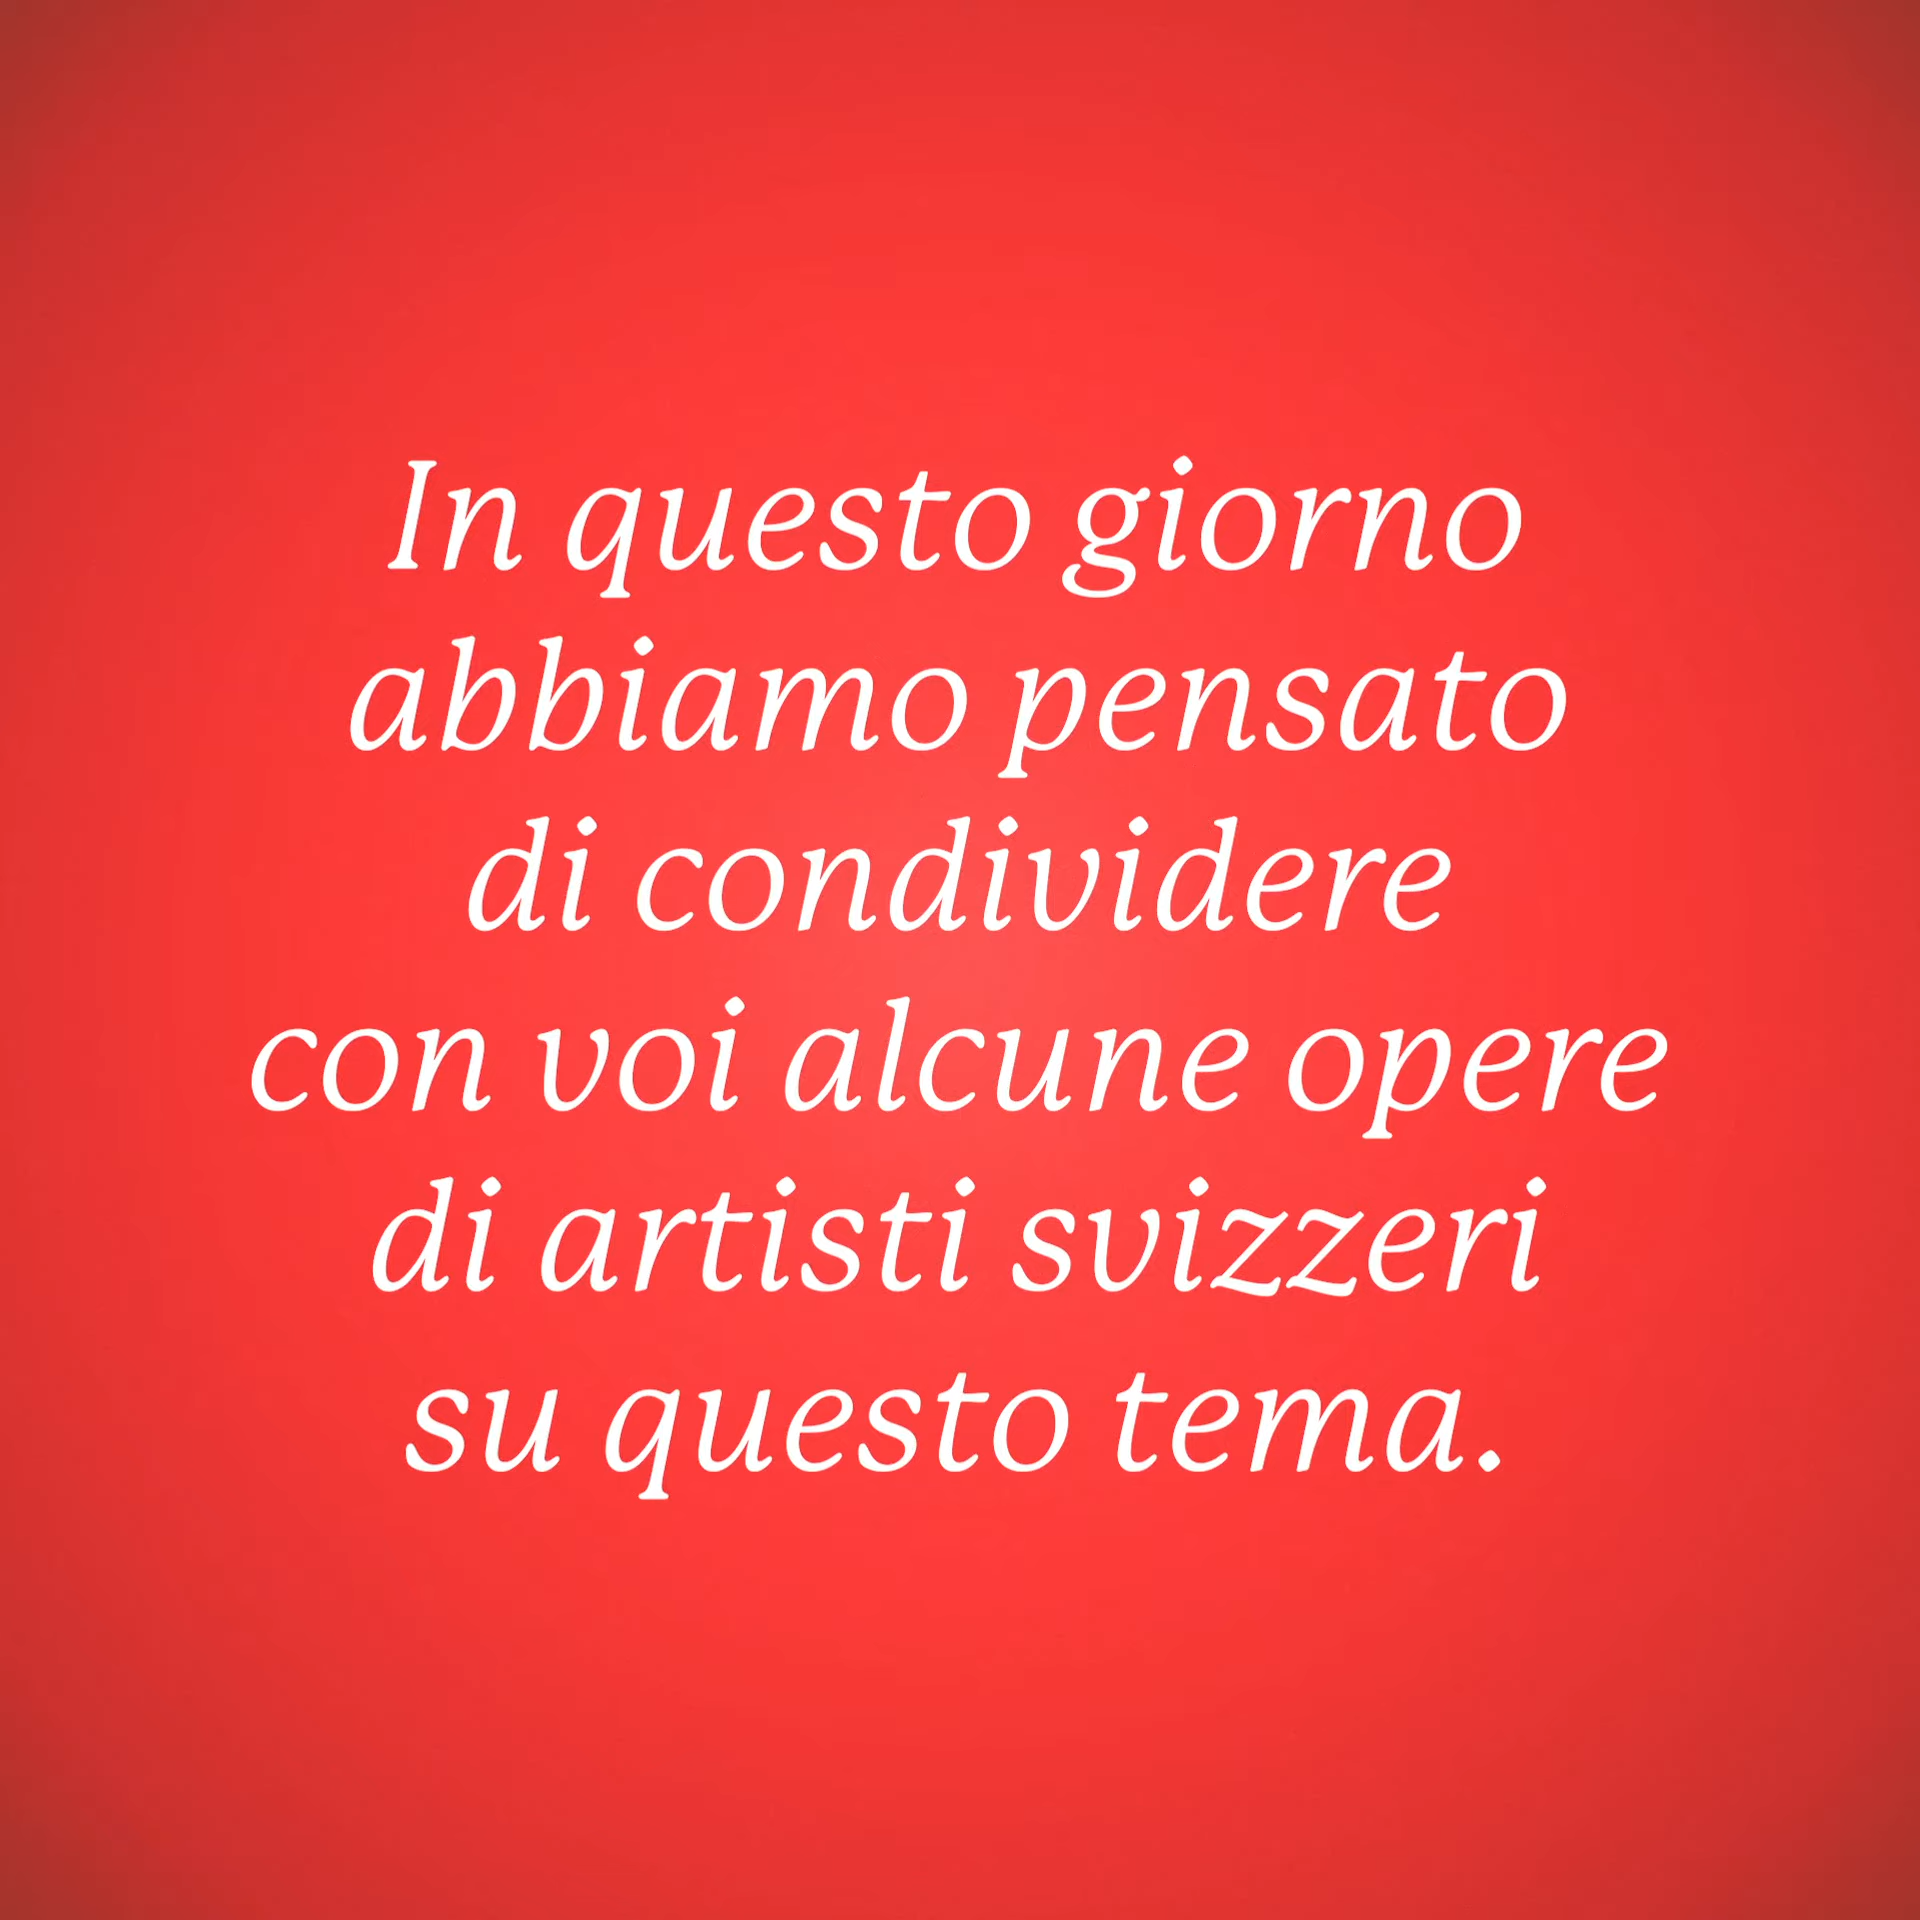 In questo giorno
abbiamo pensato
di condividere
con voi alcune opere
di artisti svizzeri
su questo tema.